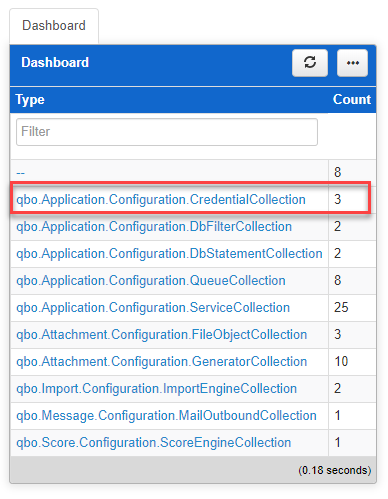 Dashboard
Dashboard
Type Count
Filter
-- 8
qbo.Application.Configuration.CredentialCollection 3
qbo.Application.Configuration.DbFilterCollection 2
qbo.Application.Configuration.DbStatementCollection 2
qbo.Application.Configuration.QueueCollection 8
qbo.Application.Configuration.ServiceCollection 25
qbo.Attachment.Configuration.FileObjectCollection 3
qbo.Attachment.Configuration.GeneratorCollection 10
qbo.Import.Configuration.ImportEngineCollection 2
qbo.Message.Configuration.MailOutboundCollection 1
qbo.Score.Configuration.ScoreEngineCollection 1
(0.18 seconds)